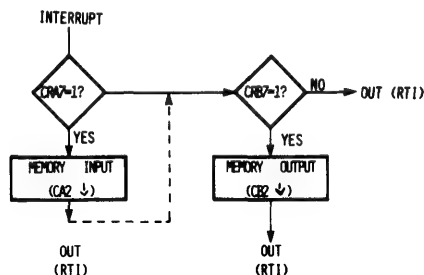 INTERRUPT
CRA7=1?
CRB7=1?
NO
OUT (RTI)
YES
YES
MEMORY INPUT
(CA2 ↓)
MEMORY OUTPUT
(CB2 ↓)
OUT
(RTI)
OUT
(RTI)